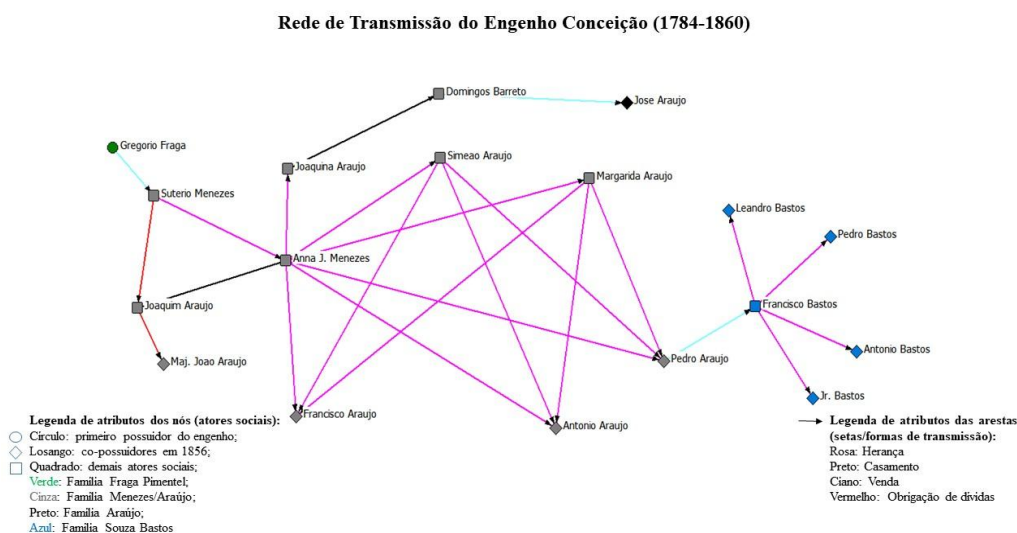 Rede de Transmissão do Engenho Conceição (1784-1860)
Domingos Barreto
Jose Araujo
Gregorio Fraga
Simeao Araujo
Joaquina Araujo
Margarida Araujo
Suterio Menezes
Leandro Bastos
Pedro Bastos
Anna J. Menezes
Joaquim Araujo
Francisco Bastos
Antonio Bastos
Maj. Joao Araujo
Pedro Araujo
Jr. Bastos
Francisco Araujo
Antonio Araujo
Legenda de atributos dos nós (atores sociais):
Círculo: primeiro possuidor do engenho;
Losango: co-possuidores em 1856;
Quadrado: demais atores sociais;
Verde: Família Fraga Pimentel;
Cinza: Família Menezes/Araújo;
Preto: Família Araújo;
Azul: Família Souza Bastos
Legenda de atributos das arestas
(setas/formas de transmissão):
Rosa: Herança
Preto: Casamento
Ciano: Venda
Vermelho: Obrigação de dívidas